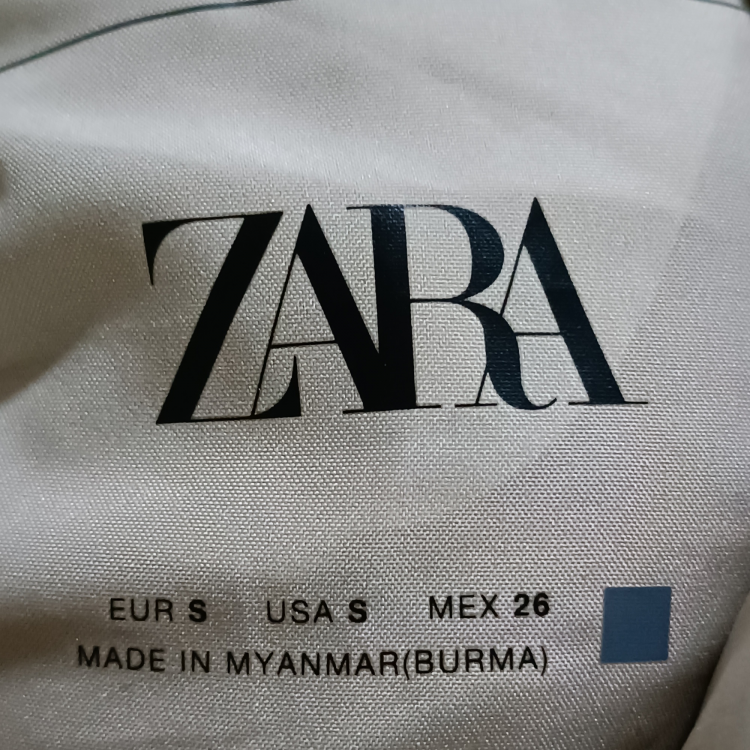 ZARA
EUR S USA S MEX 26
MADE IN MYANMAR(BURMA)